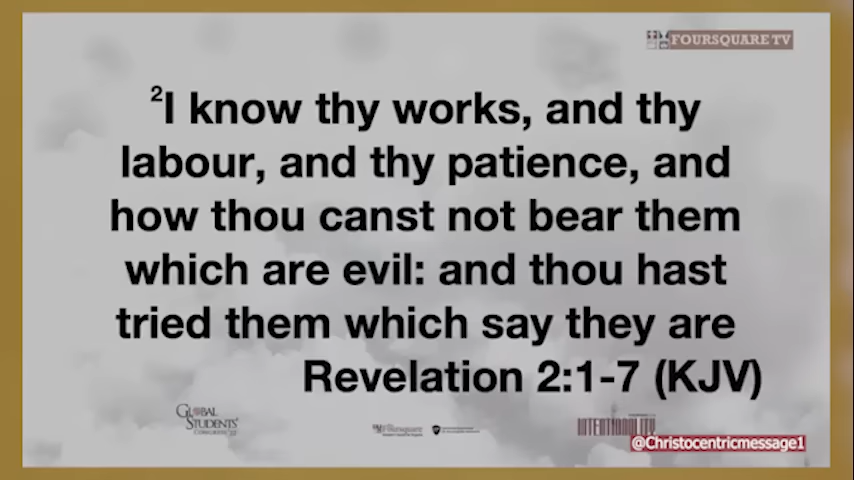 FOURSQUARE TV
²I know thy works, and thy
labour, and thy patience, and
how thou canst not bear them
which are evil: and thou hast
tried them which say they are
Revelation 2:1-7 (KJV)
GLOBAL
STUDENTS'
INTENTIONALITY
@Christocentricmessage1